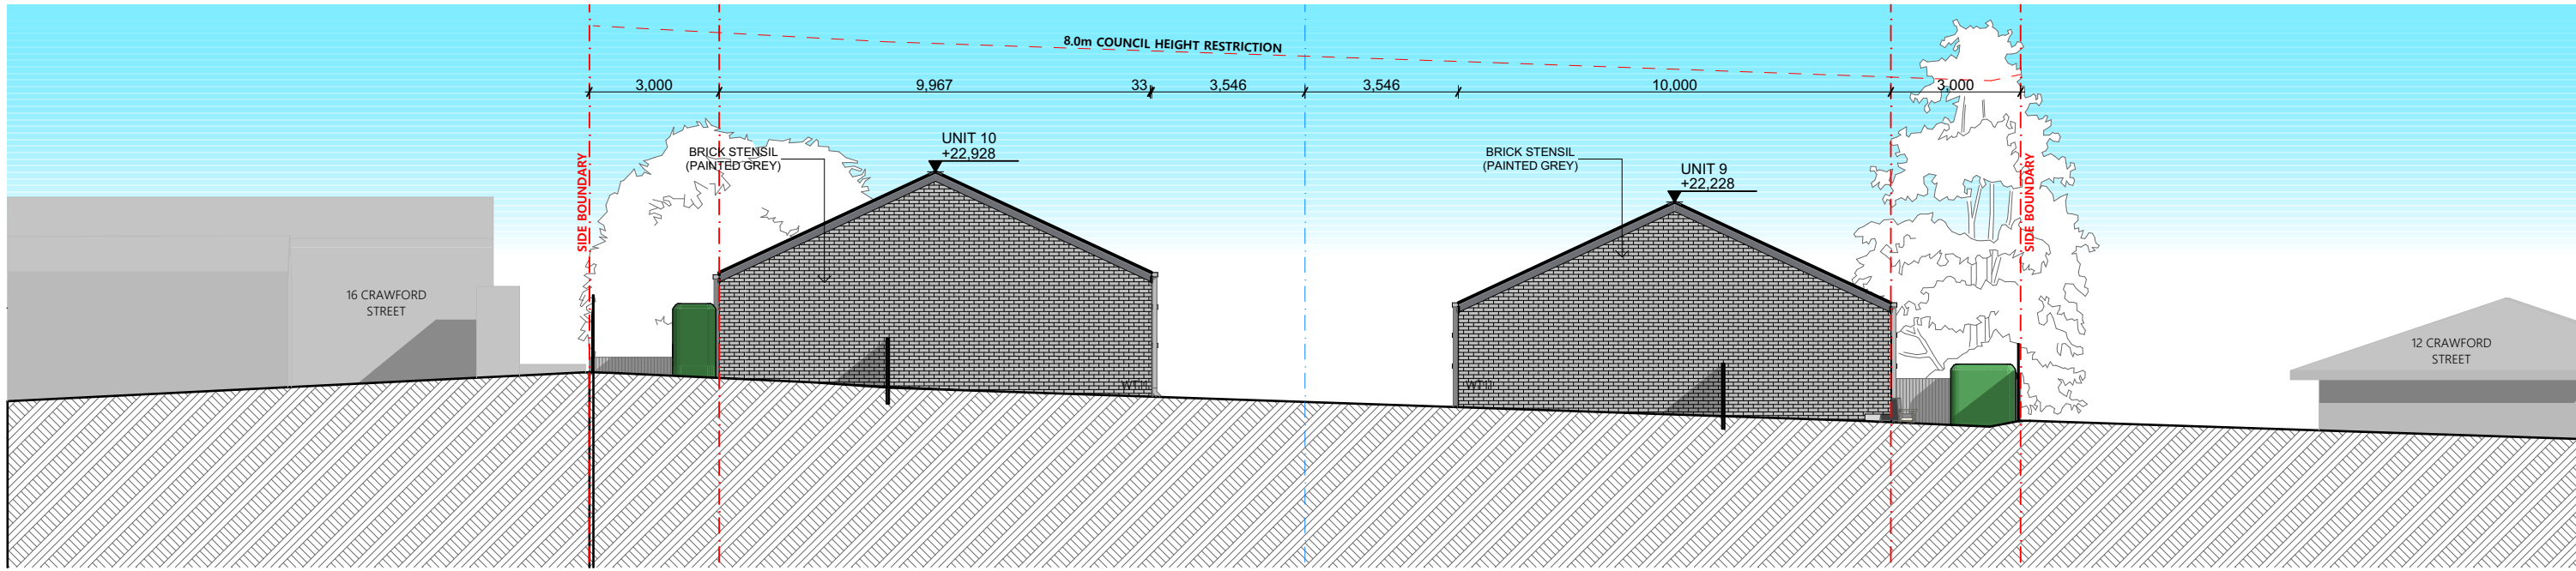 8.0m COUNCIL HEIGHT RESTRICTION
3,000
9,967
33
3,546
3,546
10,000
3,000
UNIT 10
+22,928
BRICK STENSIL
(PAINTED GREY)
BRICK STENSIL
(PAINTED GREY)
UNIT 9
+22,228
SIDE BOUNDARY
SIDE BOUNDARY
16 CRAWFORD
STREET
12 CRAWFORD
STREET